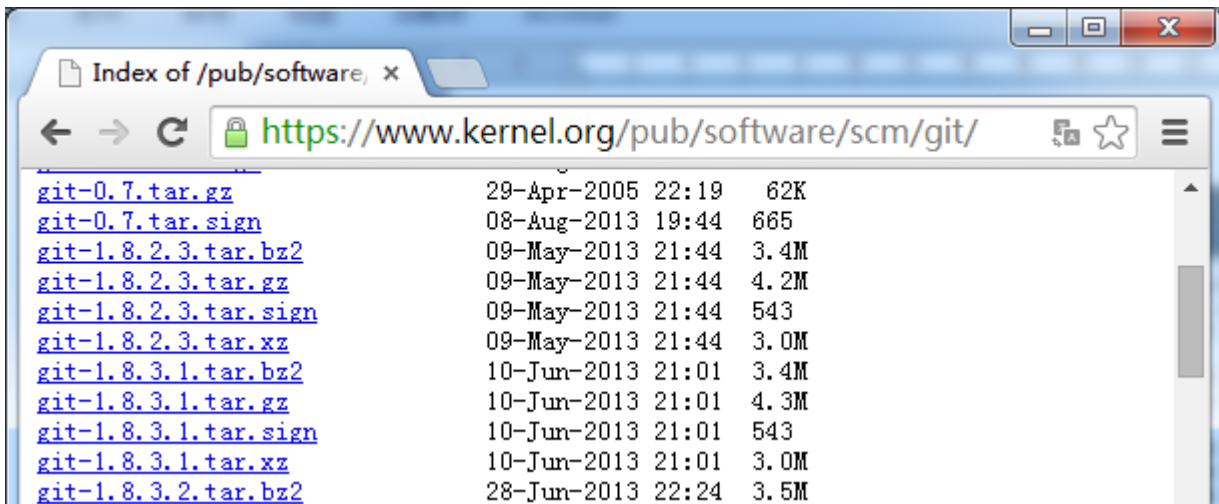 Index of /pub/software/
https://www.kernel.org/pub/software/scm/git/
git-0.7.tar.gz 29-Apr-2005 22:19 62K
git-0.7.tar.sign 08-Aug-2013 19:44 665
git-1.8.2.3.tar.bz2 09-May-2013 21:44 3.4M
git-1.8.2.3.tar.gz 09-May-2013 21:44 4.2M
git-1.8.2.3.tar.sign 09-May-2013 21:44 543
git-1.8.2.3.tar.xz 09-May-2013 21:44 3.0M
git-1.8.3.1.tar.bz2 10-Jun-2013 21:01 3.4M
git-1.8.3.1.tar.gz 10-Jun-2013 21:01 4.3M
git-1.8.3.1.tar.sign 10-Jun-2013 21:01 543
git-1.8.3.1.tar.xz 10-Jun-2013 21:01 3.0M
git-1.8.3.2.tar.bz2 28-Jun-2013 22:24 3.5M